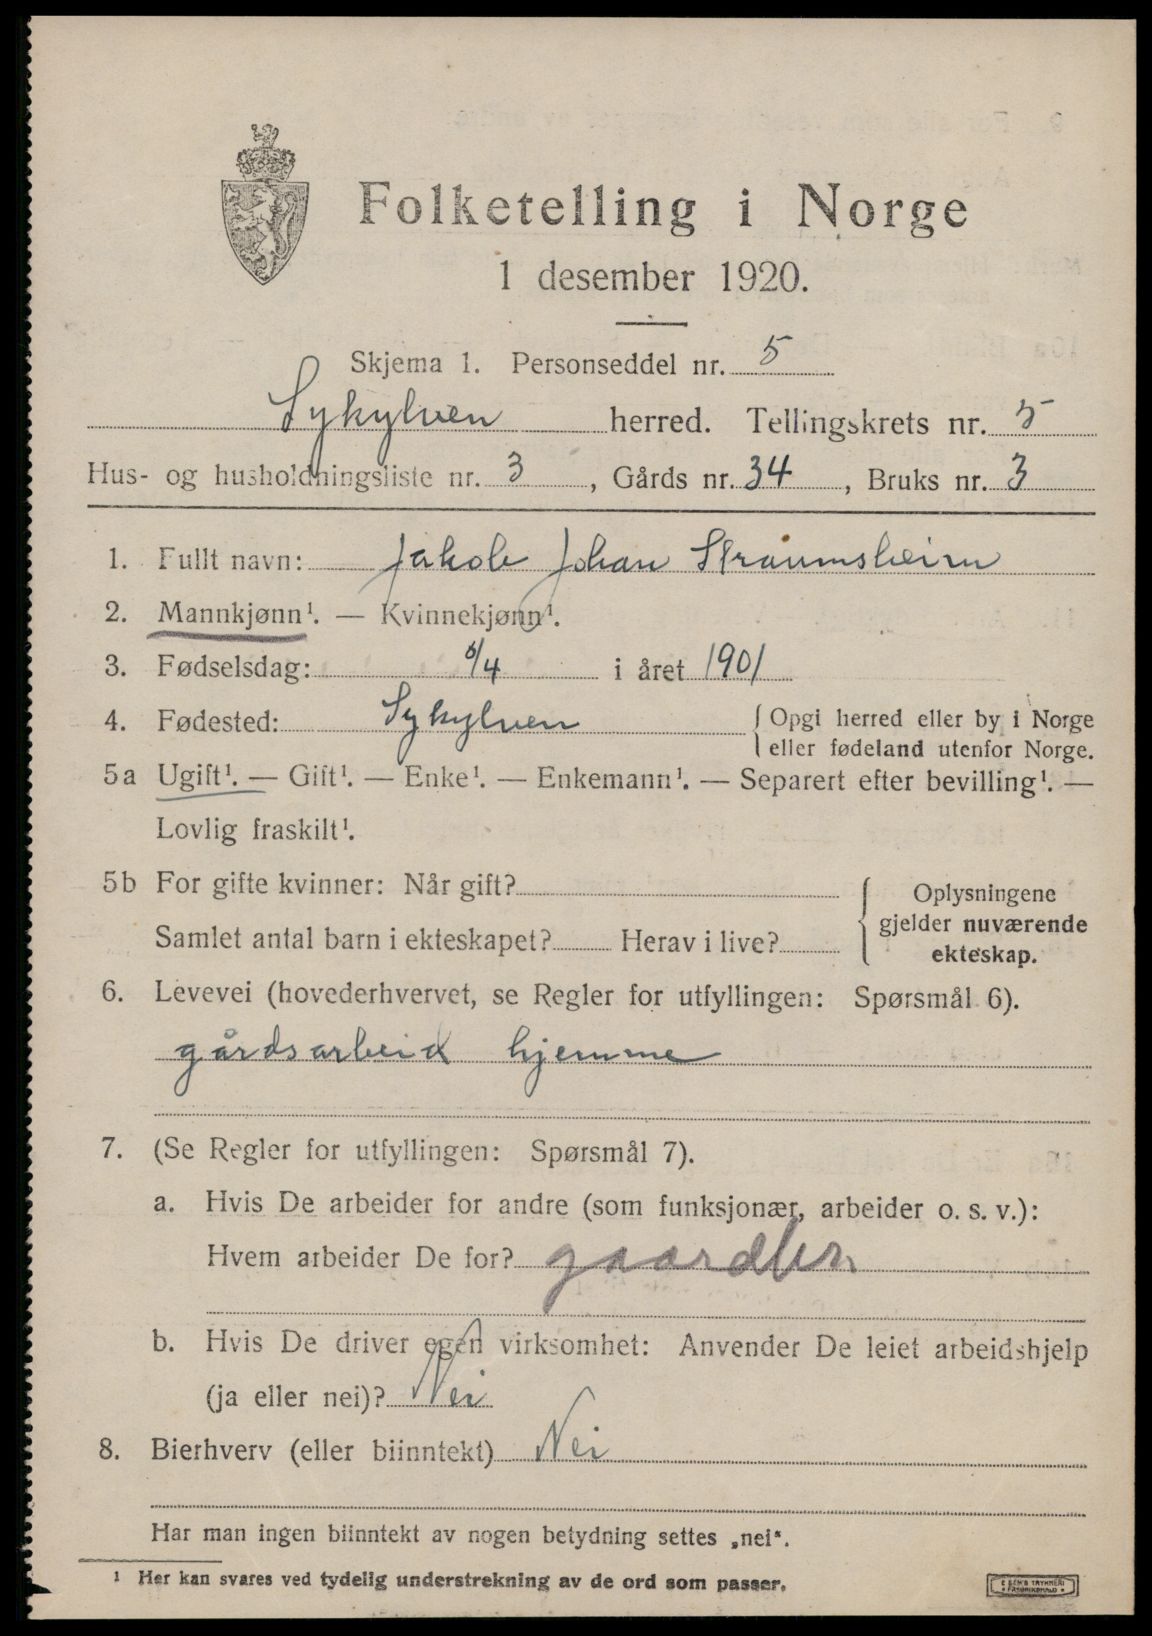 Folketelling i Norge
1 desember 1920.
Skjema 1. Personseddel nr. 5
Sykylven herred. Tellingskrets nr. 5
Hus- og husholdningsliste nr. 3, Gårds nr. 34, Bruks nr. 3
1. Fullt navn: Jakob Johan Straumsheim
2. Mannkjønn¹. — Kvinnekjønn¹.
3. Fødselsdag: 6/4 i året 1901
4. Fødested: Sykylven {Opgi herred eller by i Norge
eller fødeland utenfor Norge.
5a Ugift¹. — Gift¹. — Enke¹. — Enkemann¹. — Separert efter bevilling¹. —
Lovlig fraskilt¹.
5b For gifte kvinner: Når gift? { Oplysningene
gjelder nuværende
Samlet antal barn i ekteskapet? Herav i live? ekteskap.
6. Levevei (hovederhvervet, se Regler for utfyllingen: Spørsmål 6).
gårdsarbeid hjemme
7. (Se Regler for utfyllingen: Spørsmål 7).
a. Hvis De arbeider for andre (som funksjonær, arbeider o. s. v.):
Hvem arbeider De for? gaardbr
b. Hvis De driver egen virksomhet: Anvender De leiet arbeidshjelp
(ja eller nei)? Nei
8. Bierhverv (eller biinntekt) Nei
Har man ingen biinntekt av nogen betydning settes „nei“.
¹ Her kan svares ved tydelig understrekning av de ord som passer.